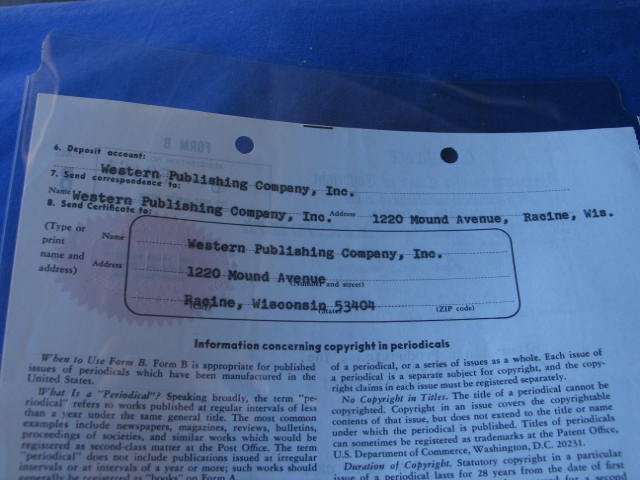 6. Deposit account:
Western Publishing Company, Inc.
7. Send correspondence to:
Name Western Publishing Company, Inc. Address 1220 Mound Avenue, Racine, Wis.
8. Send Certificate to:
(Type or print name and address)
Name Western Publishing Company, Inc.
Address 1220 Mound Avenue
(Number and street)
Racine, Wisconsin 53404
(City) (State) (ZIP code)
Information concerning copyright in periodicals
When to Use Form B. Form B is appropriate for published
issues of periodicals which have been manufactured in the
United States.
What Is a "Periodical"? Speaking broadly, the term "pe-
riodical" refers to works published at regular intervals of less
than a year under the same general title. The most common
examples include newspapers, magazines, reviews, bulletins,
proceedings of societies, and similar works which would be
registered as second-class matter at the Post Office. The term
"periodical" does not include publications issued at irregular
intervals or at intervals of a year or more; such works should
generally be registered as "books" on Form A.
of a periodical, or a series of issues as a whole. Each issue of
a periodical is a separate subject for copyright, and the copy-
right claims in each issue must be registered separately.
No Copyright in Titles. The title of a periodical cannot be
copyrighted. Copyright in an issue covers the copyrightable
contents of that issue, but does not extend to the title or name
under which the periodical is published. Titles of periodicals
can sometimes be registered as trademarks at the Patent Office,
U.S. Department of Commerce, Washington, D.C. 20231.
Duration of Copyright. Statutory copyright in a particular
issue of a periodical lasts for 28 years from the date of first
for a second
FORM B